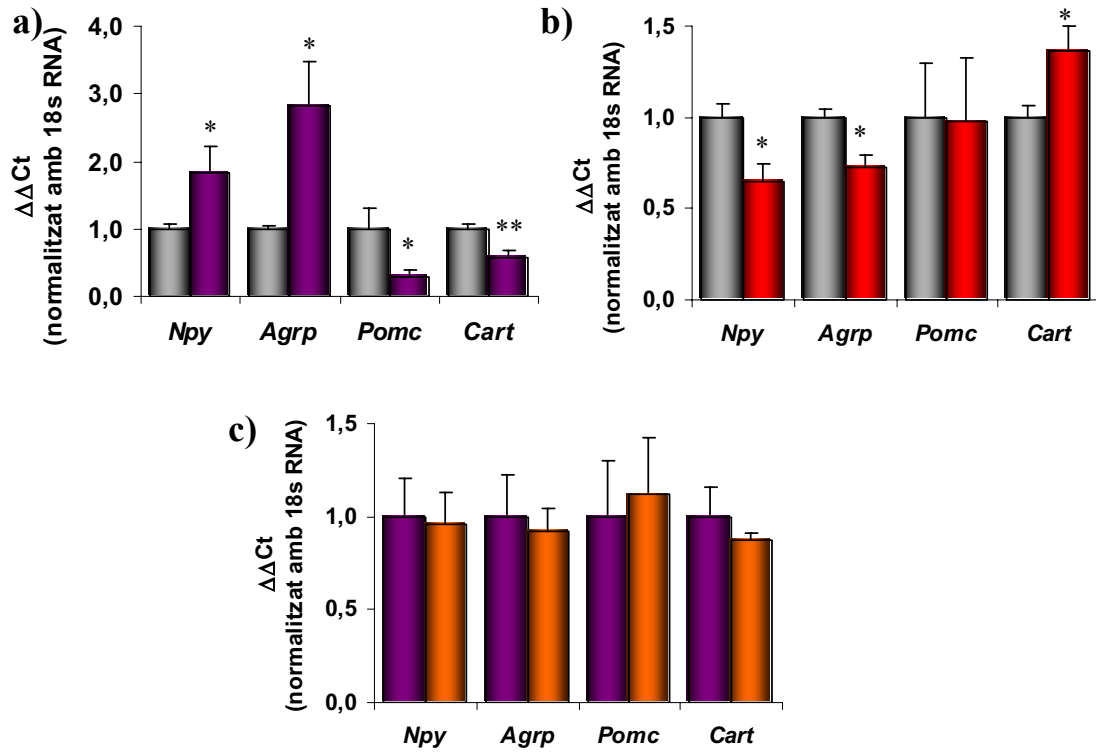 a)
ΔΔCt
(normalitzat amb 18s RNA)
4,0
3,0
2,0
1,0
0,0
*
*
*
**
Npy Agrp Pomc Cart
b)
ΔΔCt
(normalitzat amb 18s RNA)
1,5
1,0
0,5
0,0
*
*
*
Npy Agrp Pomc Cart
c)
ΔΔCt
(normalitzat amb 18s RNA)
1,5
1,0
0,5
0,0
Npy Agrp Pomc Cart